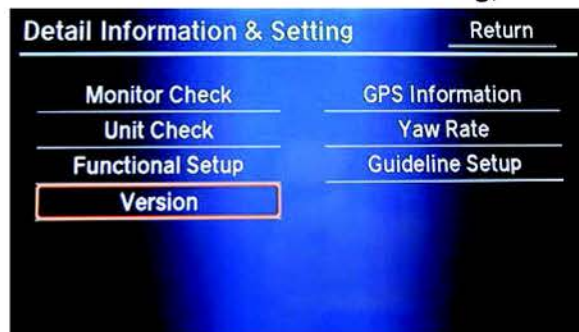 Detail Information & Setting
Return
Monitor Check
GPS Information
Unit Check
Yaw Rate
Functional Setup
Guideline Setup
Version